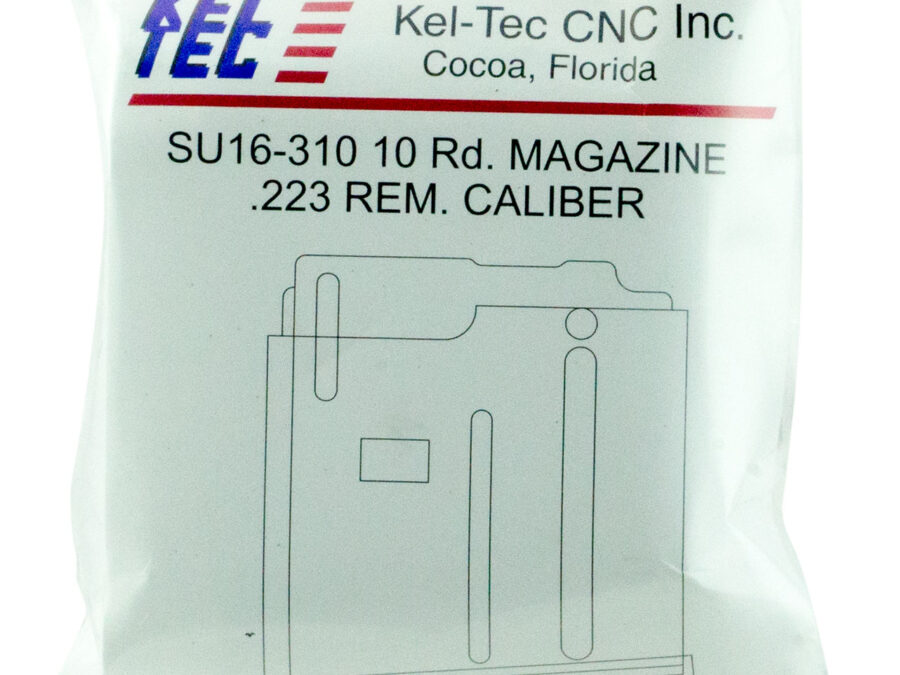 KEL
TEC
Kel-Tec CNC Inc.
Cocoa, Florida
SU16-310 10 Rd. MAGAZINE
.223 REM. CALIBER